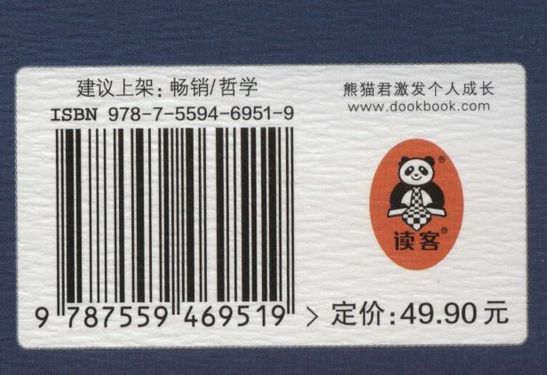 建议上架：畅销/哲学
ISBN 978-7-5594-6951-9
9 787559 469519 >
定价：49.90元
熊猫君激发个人成长
www.dookbook.com
读客®